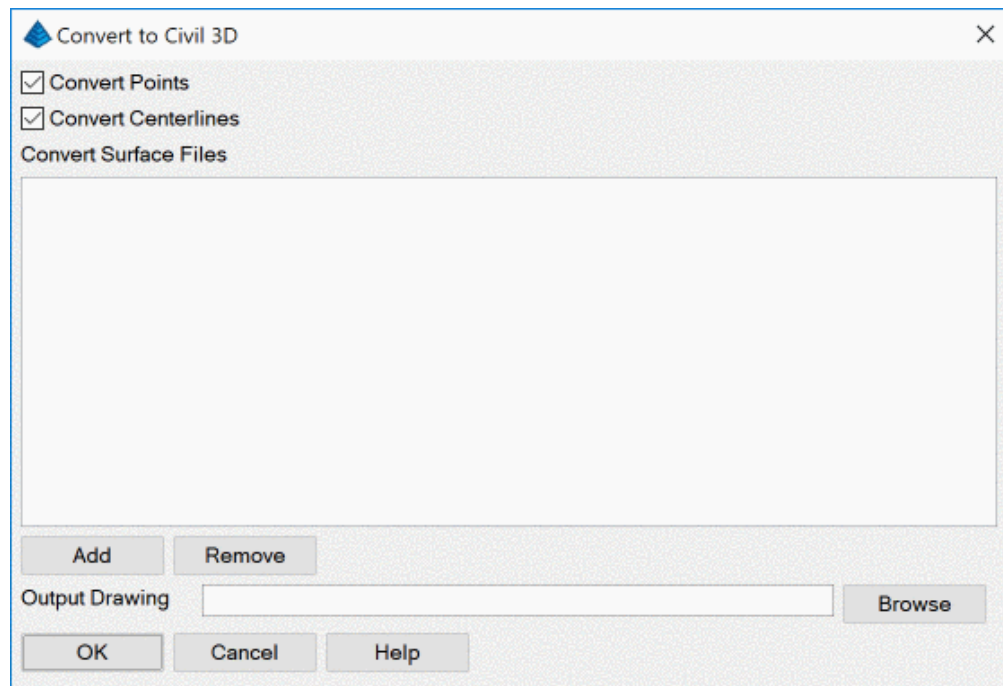 Convert to Civil 3D
Convert Points
Convert Centerlines
Convert Surface Files
Add Remove
Output Drawing Browse
OK Cancel Help